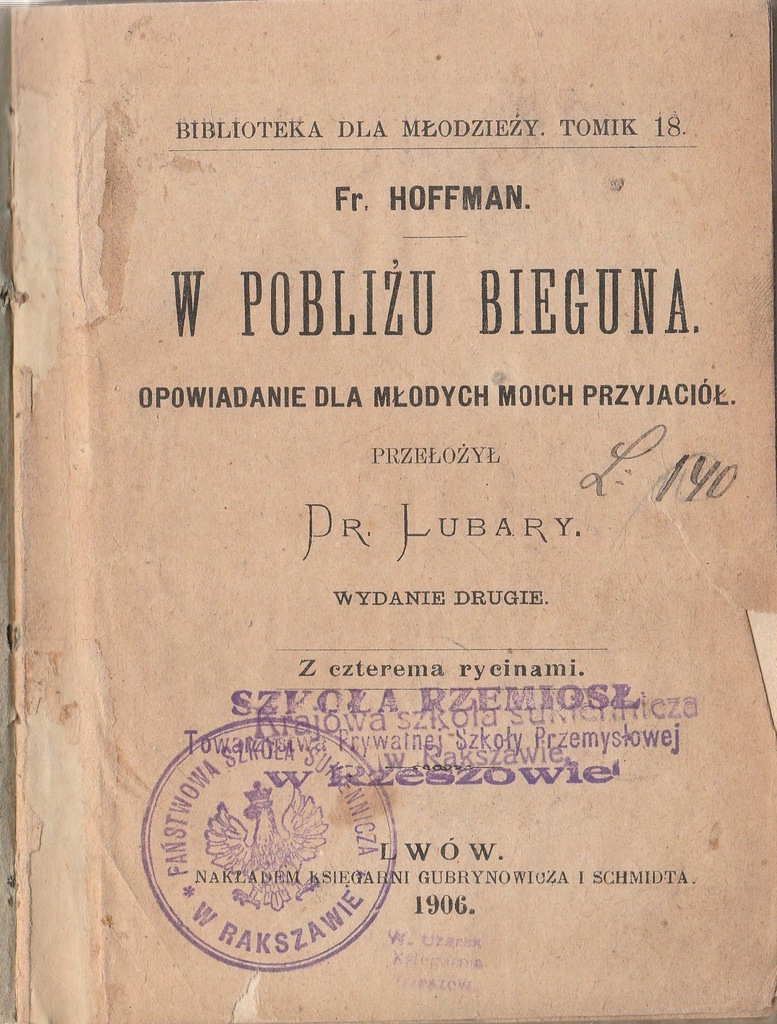 BIBLIOTEKA DLA MŁODZIEŻY. TOMIK 18.
Fr. HOFFMAN.
W POBLIŻU BIEGUNA.
OPOWIADANIE DLA MŁODYCH MOICH PRZYJACIÓŁ.
PRZEŁOŻYŁ
L: 140
DR. LUBARY.
WYDANIE DRUGIE.
Z czterema rycinami.
SZKOŁA RZEMIOSŁ
Krajowa szkoła sukiennicza
Towarzystwa Prywatnej Szkoły Przemysłowej
w Rakszawie
w Rzeszowie
PAŃSTWOWA SZKOŁA SUKIENNICZA
* W RAKSZAWIE *
LWÓW.
NAKŁADEM KSIĘGARNI GUBRYNOWICZA I SCHMIDTA.
1906.
Księgarnia